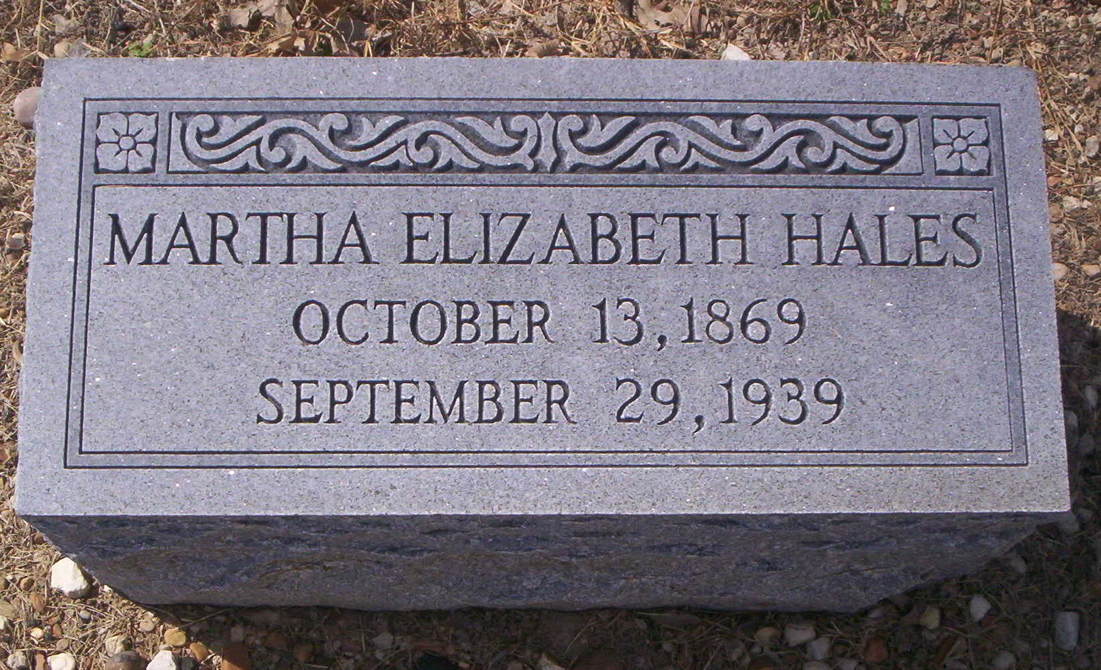 MARTHA ELIZABETH HALES
OCTOBER 13, 1869
SEPTEMBER 29, 1939